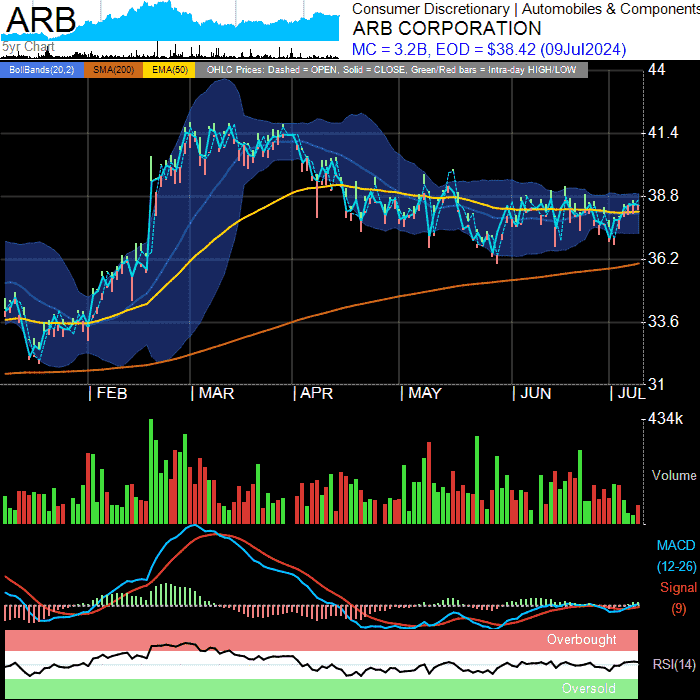 ARB
5yr Chart
Consumer Discretionary | Automobiles & Components
ARB CORPORATION
MC = 3.2B, EOD = $38.42 (09Jul2024)
BollBands(20,2) SMA(200) EMA(50) OHLC Prices: Dashed = OPEN, Solid = CLOSE, Green/Red bars = Intra-day HIGH/LOW
44
41.4
38.8
36.2
33.6
31
| FEB | MAR | APR | MAY | JUN | JUL
434k
Volume
MACD
(12-26)
Signal
(9)
Overbought
RSI(14)
Oversold